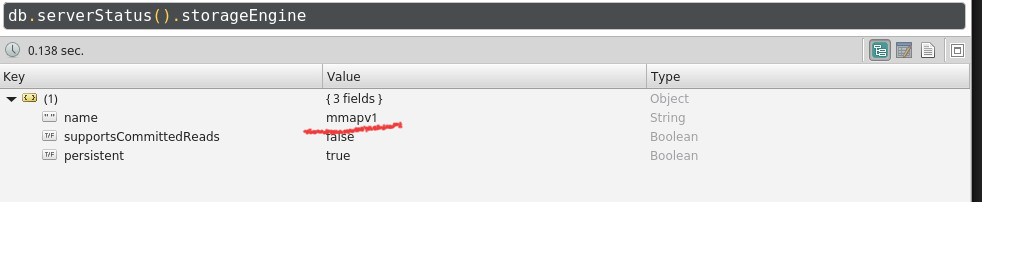 db.serverStatus().storageEngine
0.138 sec.
Key Value Type
(1) { 3 fields } Object
"" name mmapv1 String
T/F supportsCommittedReads false Boolean
T/F persistent true Boolean